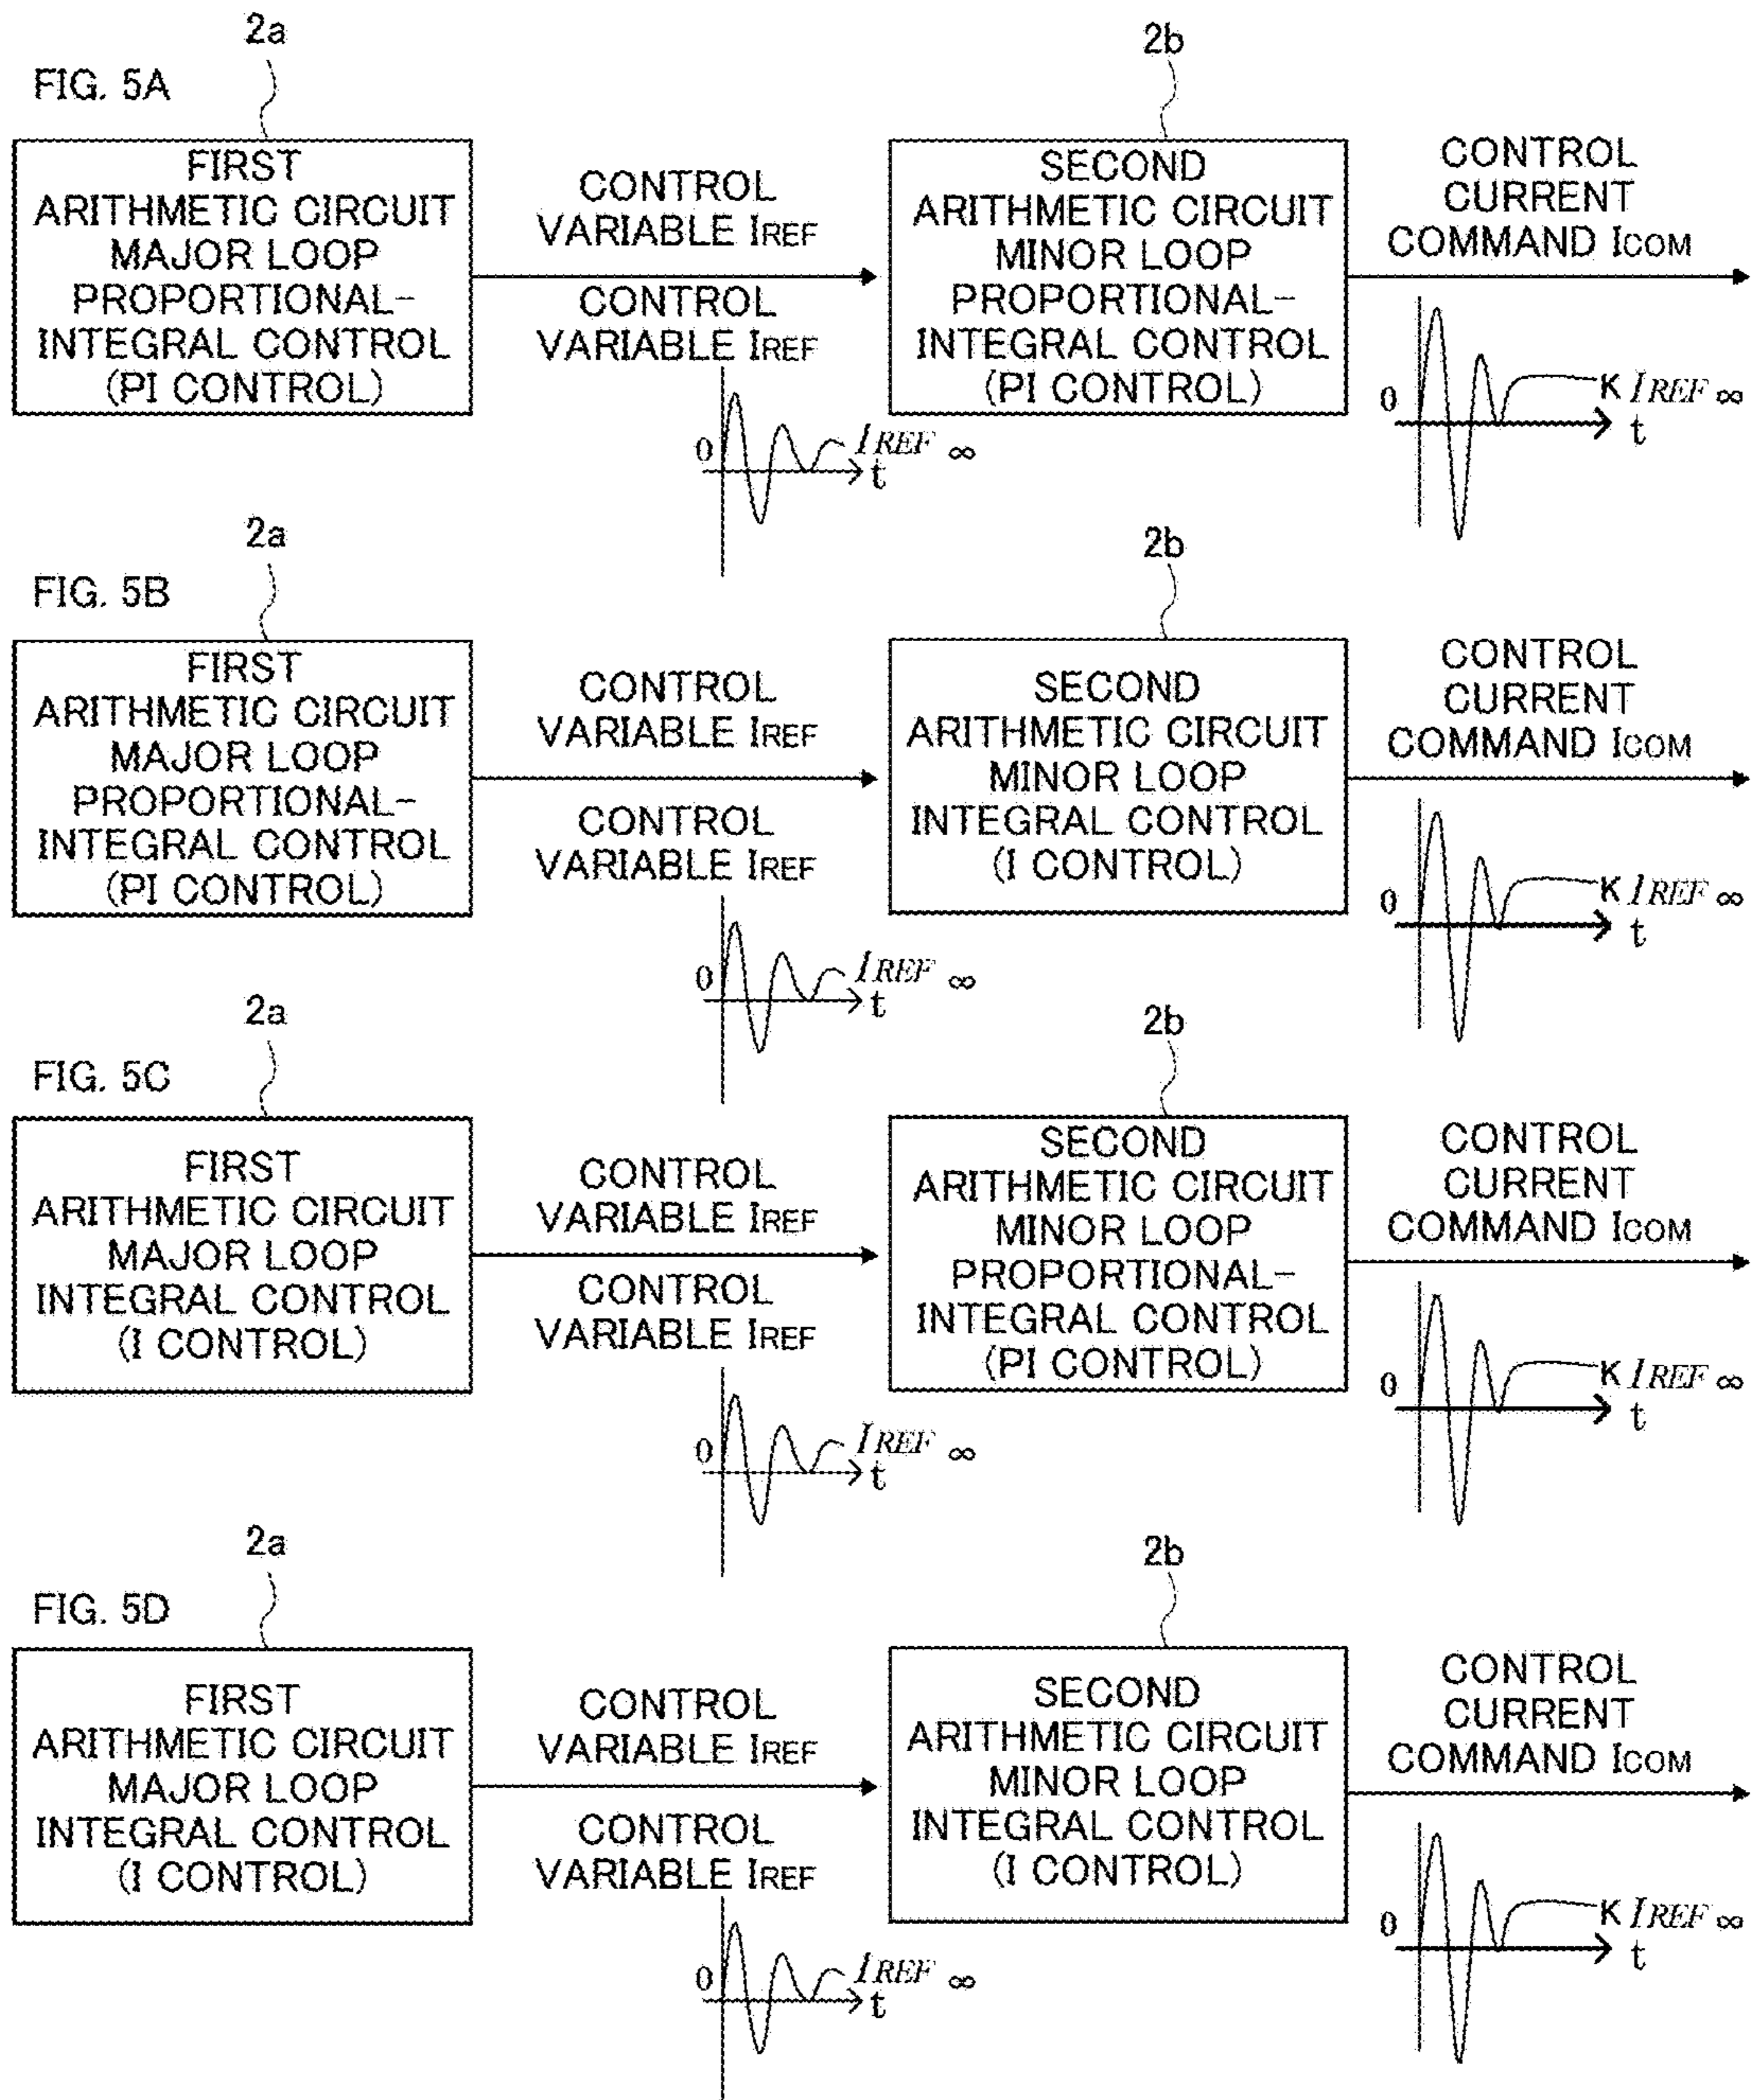 2a
2b
FIG. 5A
FIRST
ARITHMETIC CIRCUIT
MAJOR LOOP
PROPORTIONAL-
INTEGRAL CONTROL
(PI CONTROL)
CONTROL
VARIABLE IREF
CONTROL
VARIABLE IREF
0
IREF ∞
t
SECOND
ARITHMETIC CIRCUIT
MINOR LOOP
PROPORTIONAL-
INTEGRAL CONTROL
(PI CONTROL)
CONTROL
CURRENT
COMMAND ICOM
0
K IREF ∞
t
2a
2b
FIG. 5B
FIRST
ARITHMETIC CIRCUIT
MAJOR LOOP
PROPORTIONAL-
INTEGRAL CONTROL
(PI CONTROL)
CONTROL
VARIABLE IREF
CONTROL
VARIABLE IREF
0
IREF ∞
t
SECOND
ARITHMETIC CIRCUIT
MINOR LOOP
INTEGRAL CONTROL
(I CONTROL)
CONTROL
CURRENT
COMMAND ICOM
0
K IREF ∞
t
2a
2b
FIG. 5C
FIRST
ARITHMETIC CIRCUIT
MAJOR LOOP
INTEGRAL CONTROL
(I CONTROL)
CONTROL
VARIABLE IREF
CONTROL
VARIABLE IREF
0
IREF ∞
t
SECOND
ARITHMETIC CIRCUIT
MINOR LOOP
PROPORTIONAL-
INTEGRAL CONTROL
(PI CONTROL)
CONTROL
CURRENT
COMMAND ICOM
0
K IREF ∞
t
2a
2b
FIG. 5D
FIRST
ARITHMETIC CIRCUIT
MAJOR LOOP
INTEGRAL CONTROL
(I CONTROL)
CONTROL
VARIABLE IREF
CONTROL
VARIABLE IREF
0
IREF ∞
t
SECOND
ARITHMETIC CIRCUIT
MINOR LOOP
INTEGRAL CONTROL
(I CONTROL)
CONTROL
CURRENT
COMMAND ICOM
0
K IREF ∞
t